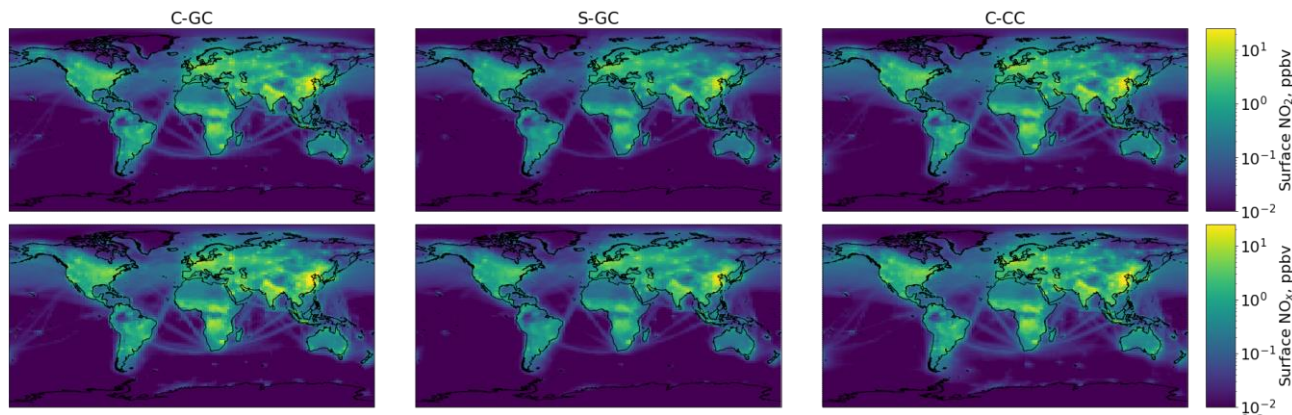 C-GC
S-GC
C-CC
10¹
10⁰
10⁻¹
10⁻²
Surface NO₂, ppbv
10¹
10⁰
10⁻¹
10⁻²
Surface NOₓ, ppbv